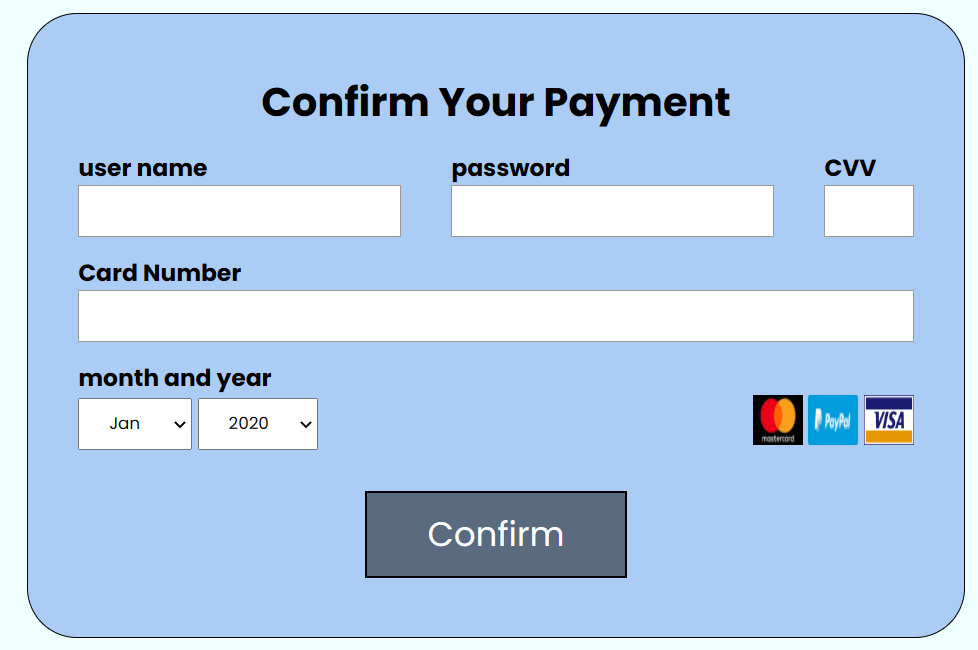 Confirm Your Payment
user name password CVV
Card Number
month and year
Jan 2020
mastercard PayPal VISA
Confirm